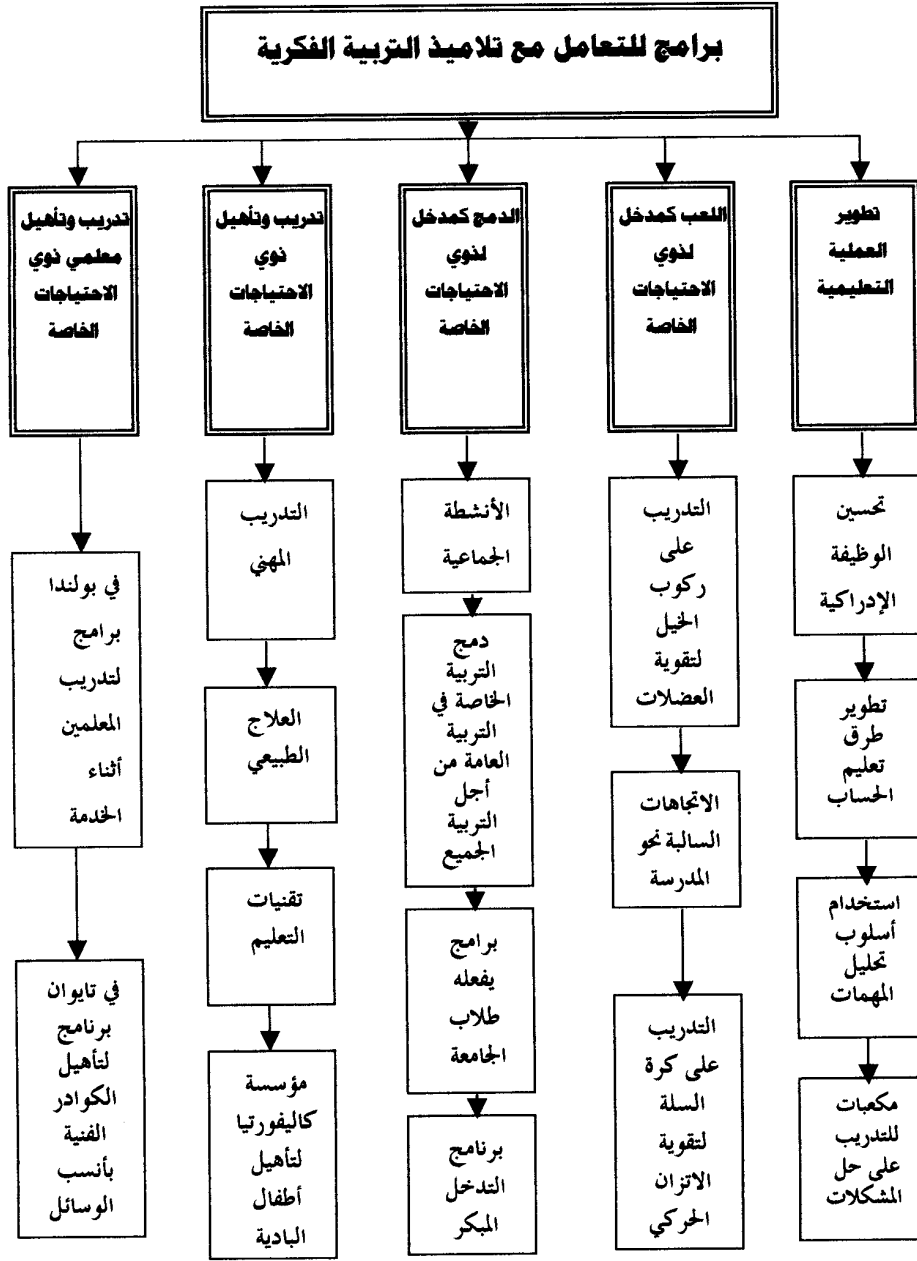 برامج للتعامل مع تلاميذ التربية الفكرية
تطوير
العملية
التعليمية
اللعب كمدخل
لذوي
الاحتياجات
الخاصة
الدمج كمدخل
لذوي
الاحتياجات
الخاصة
تدريب وتأهيل
ذوي
الاحتياجات
الخاصة
تدريب وتأهيل
معلمي ذوي
الاحتياجات
الخاصة
تحسين
الوظيفة
الإدراكية
تطوير
طرق
تعليم
الحساب
استخدام
أسلوب
تحليل
المهمات
مكعبات
للتدريب
على حل
المشكلات
التدريب
على
ركوب
الخيل
لتقوية
العضلات
الاتجاهات
السالبة نحو
المدرسة
التدريب
على كرة
السلة
لتقوية
الاتزان
الحركي
الأنشطة
الجماعية
دمج
التربية
الخاصة في
التربية
العامة من
أجل
التربية
الجميع
برامج
يفعله
طلاب
الجامعة
برنامج
التدخل
المبكر
التدريب
المهني
العلاج
الطبيعي
تقنيات
التعليم
مؤسسة
كاليفورتيا
لتأهيل
أطفال
البادية
في بولندا
برامج
لتدريب
المعلمين
أثناء
الخدمة
في تايوان
برنامج
لتأهيل
الكوادر
الفنية
بأنسب
الوسائل